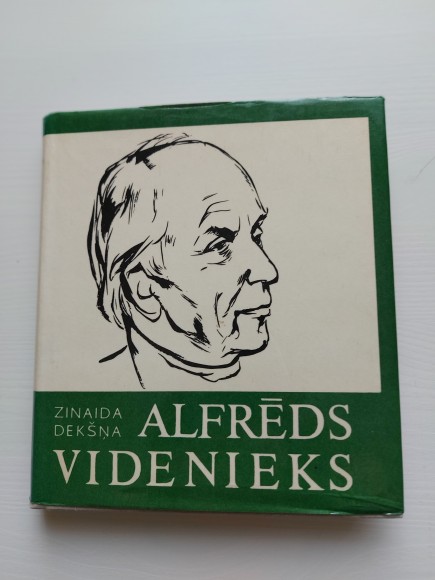 ZINAIDA
DEKŠŅA
ALFRĒDS
VIDENIEKS